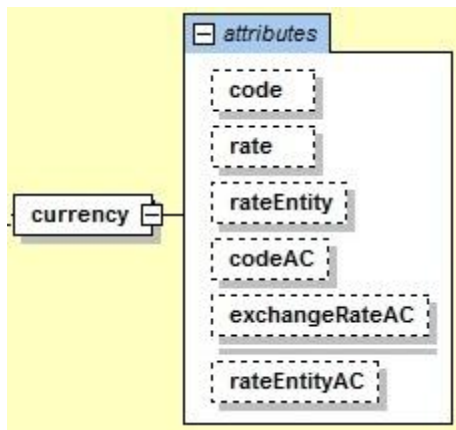 attributes
code
rate
rateEntity
currency
codeAC
exchangeRateAC
rateEntityAC